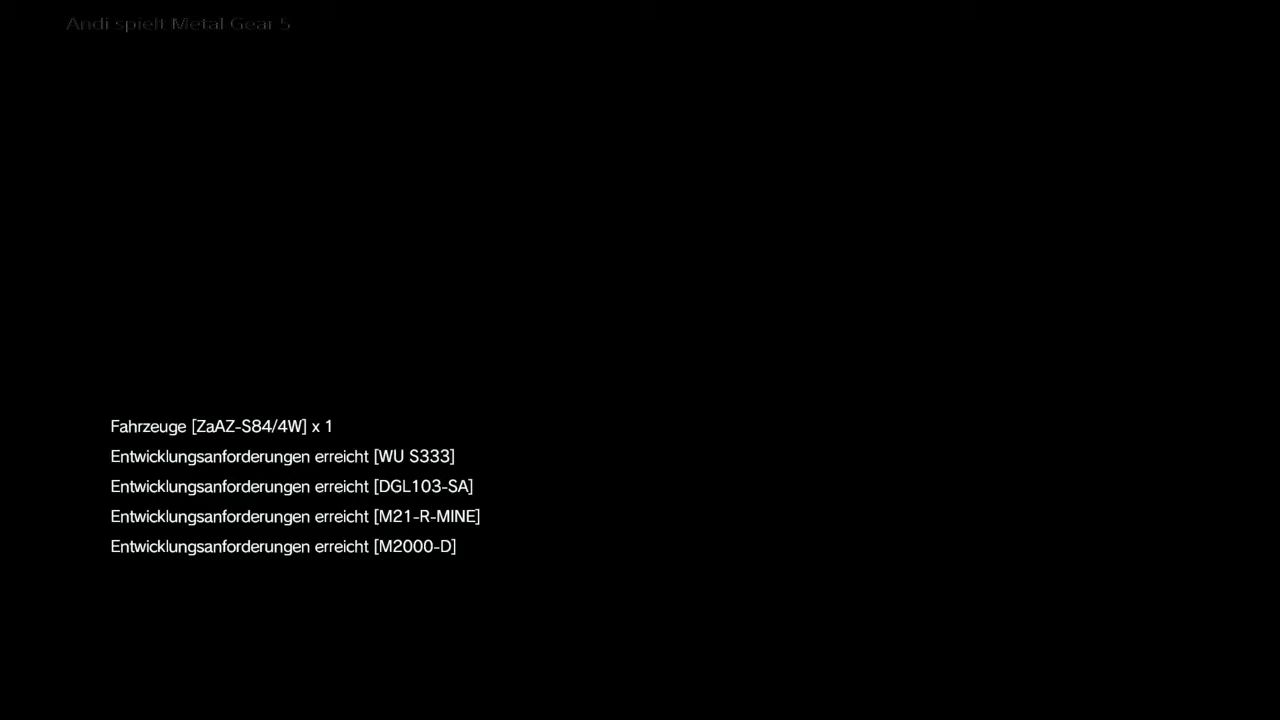 Andi spielt Metal Gear 5
Fahrzeuge [ZaAZ-S84/4W] x 1
Entwicklungsanforderungen erreicht [WU S333]
Entwicklungsanforderungen erreicht [DGL103-SA]
Entwicklungsanforderungen erreicht [M21-R-MINE]
Entwicklungsanforderungen erreicht [M2000-D]